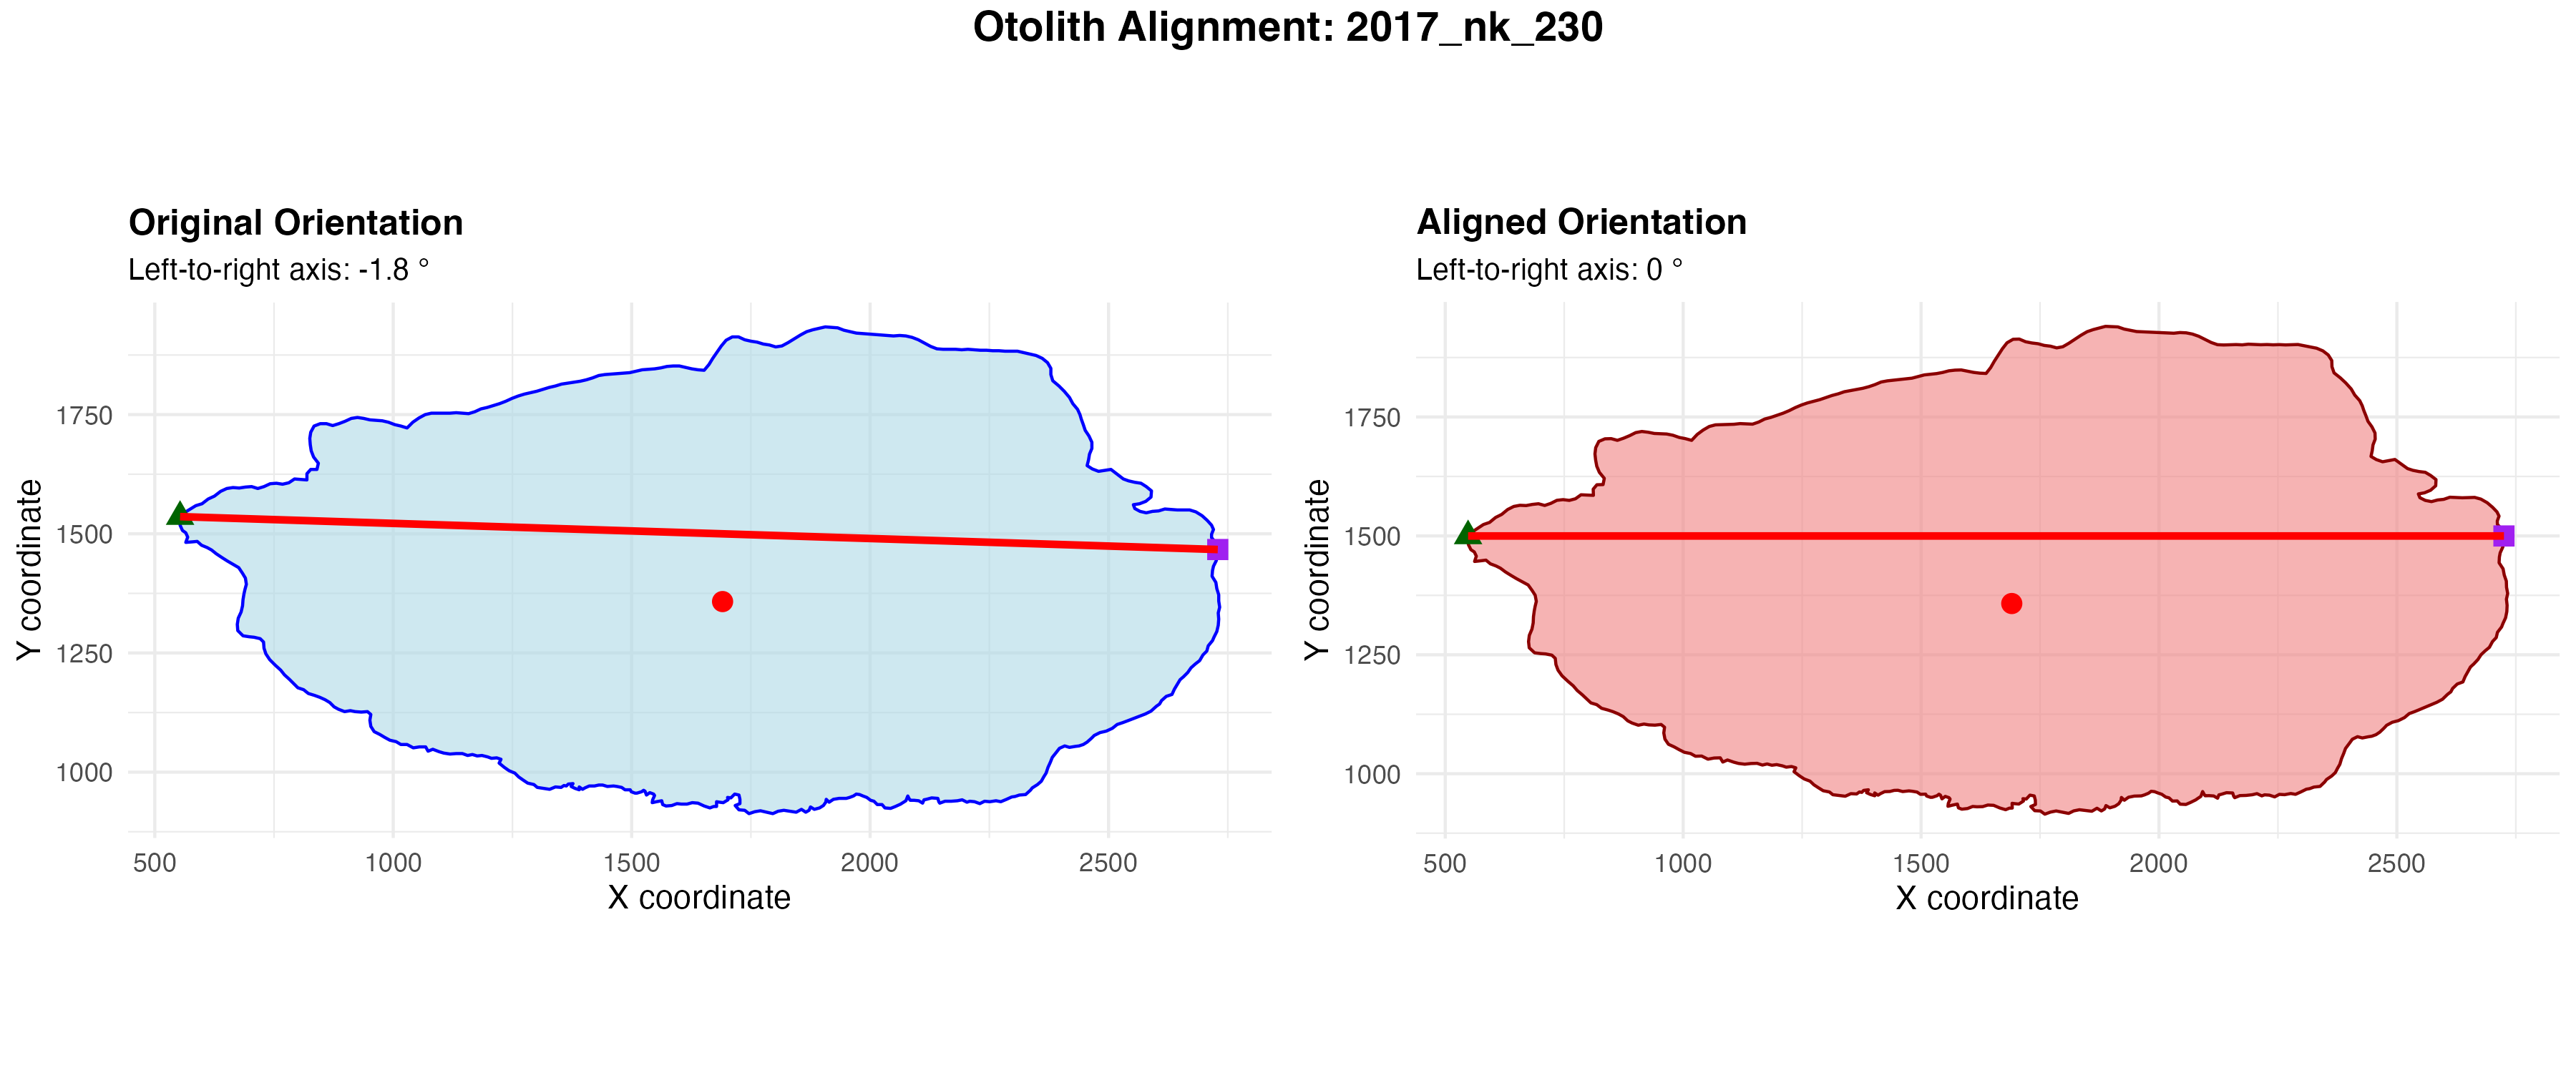 Otolith Alignment: 2017_nk_230
Original Orientation
Left-to-right axis: -1.8 °
Y coordinate
1750
1500
1250
1000
500 1000 1500 2000 2500
X coordinate
Aligned Orientation
Left-to-right axis: 0 °
Y coordinate
1750
1500
1250
1000
500 1000 1500 2000 2500
X coordinate